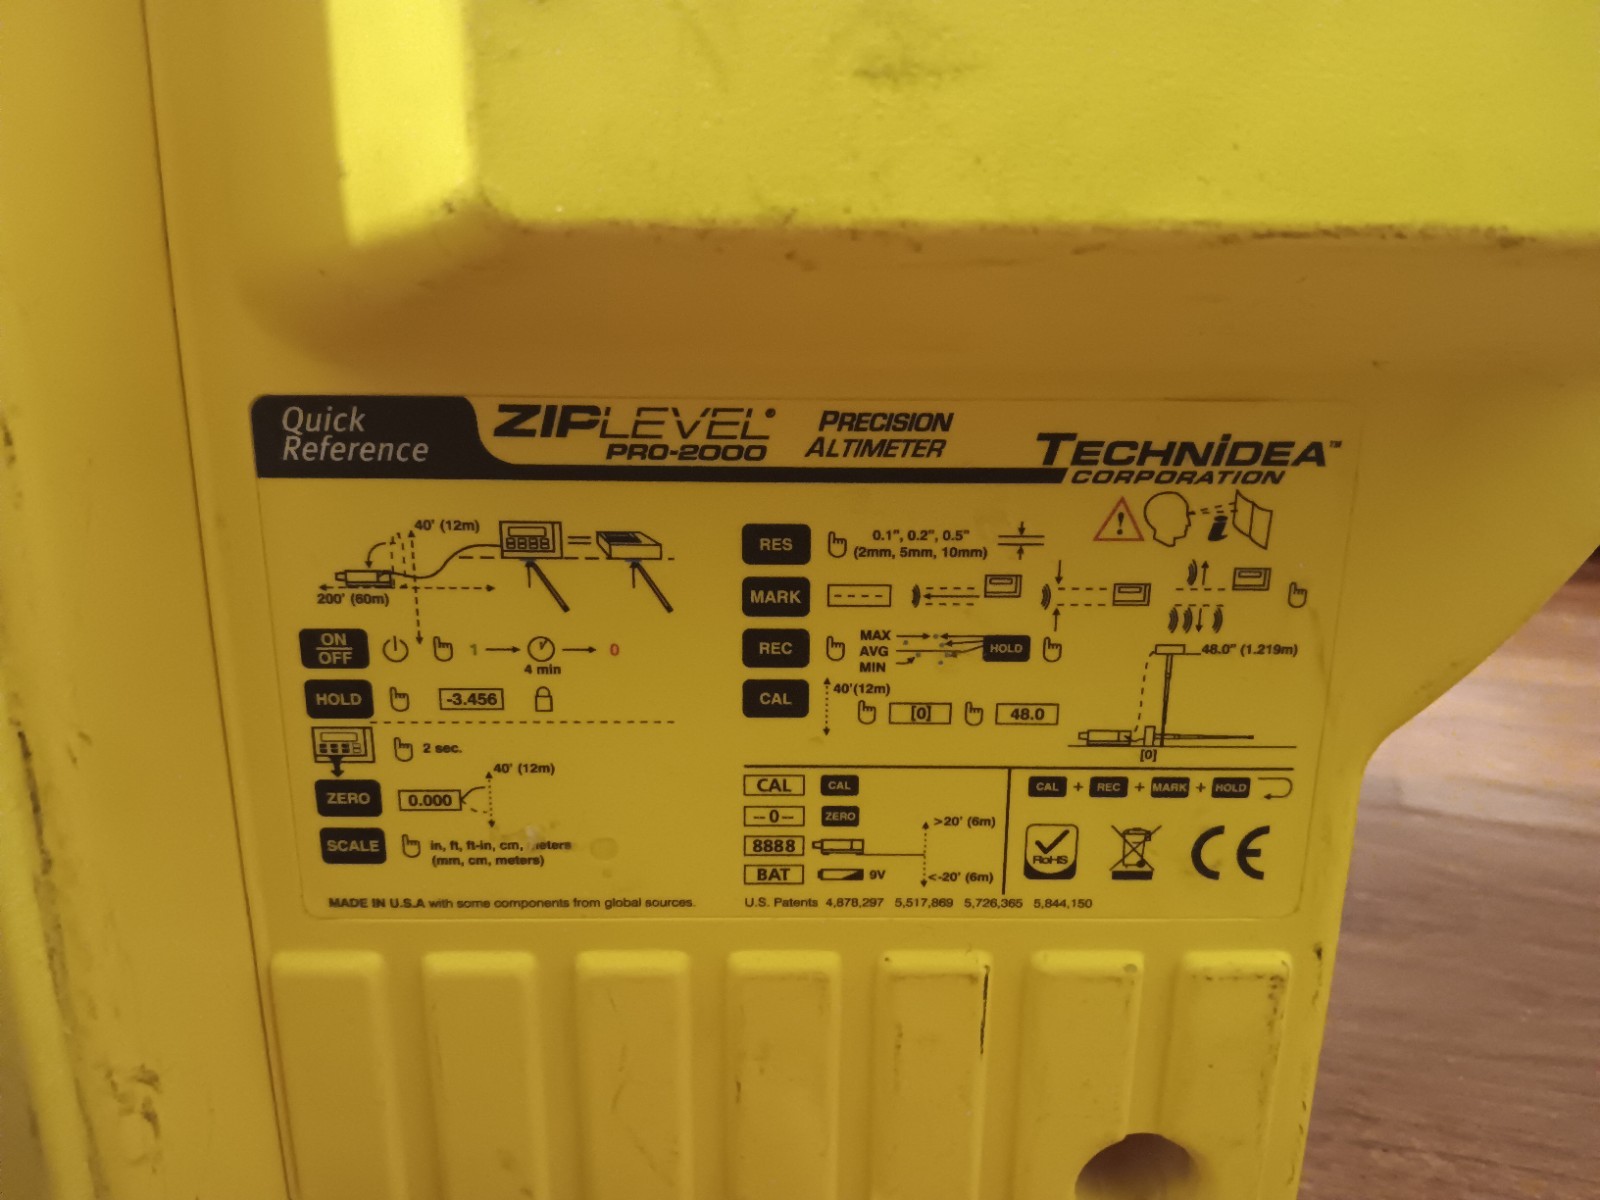 Quick
Reference
ZIPLEVEL®
PRO-2000
PRECISION
ALTIMETER
TECHNIDEA™
CORPORATION
40' (12m)
200' (60m)
ON
OFF
1
4 min
0
HOLD
-3.456
2 sec.
ZERO
0.000
40' (12m)
SCALE
in, ft, ft-in, cm, meters
(mm, cm, meters)
MADE IN U.S.A with some components from global sources.
RES
0.1", 0.2", 0.5"
(2mm, 5mm, 10mm)
i
MARK
----
REC
MAX
AVG
MIN
HOLD
48.0" (1.219m)
CAL
40'(12m)
[0]
48.0
[0]
CAL CAL
--0-- ZERO
8888
>20' (6m)
<-20' (6m)
BAT 9V
CAL + REC + MARK + HOLD
RoHS
CE
U.S. Patents 4,878,297 5,517,869 5,726,365 5,844,150